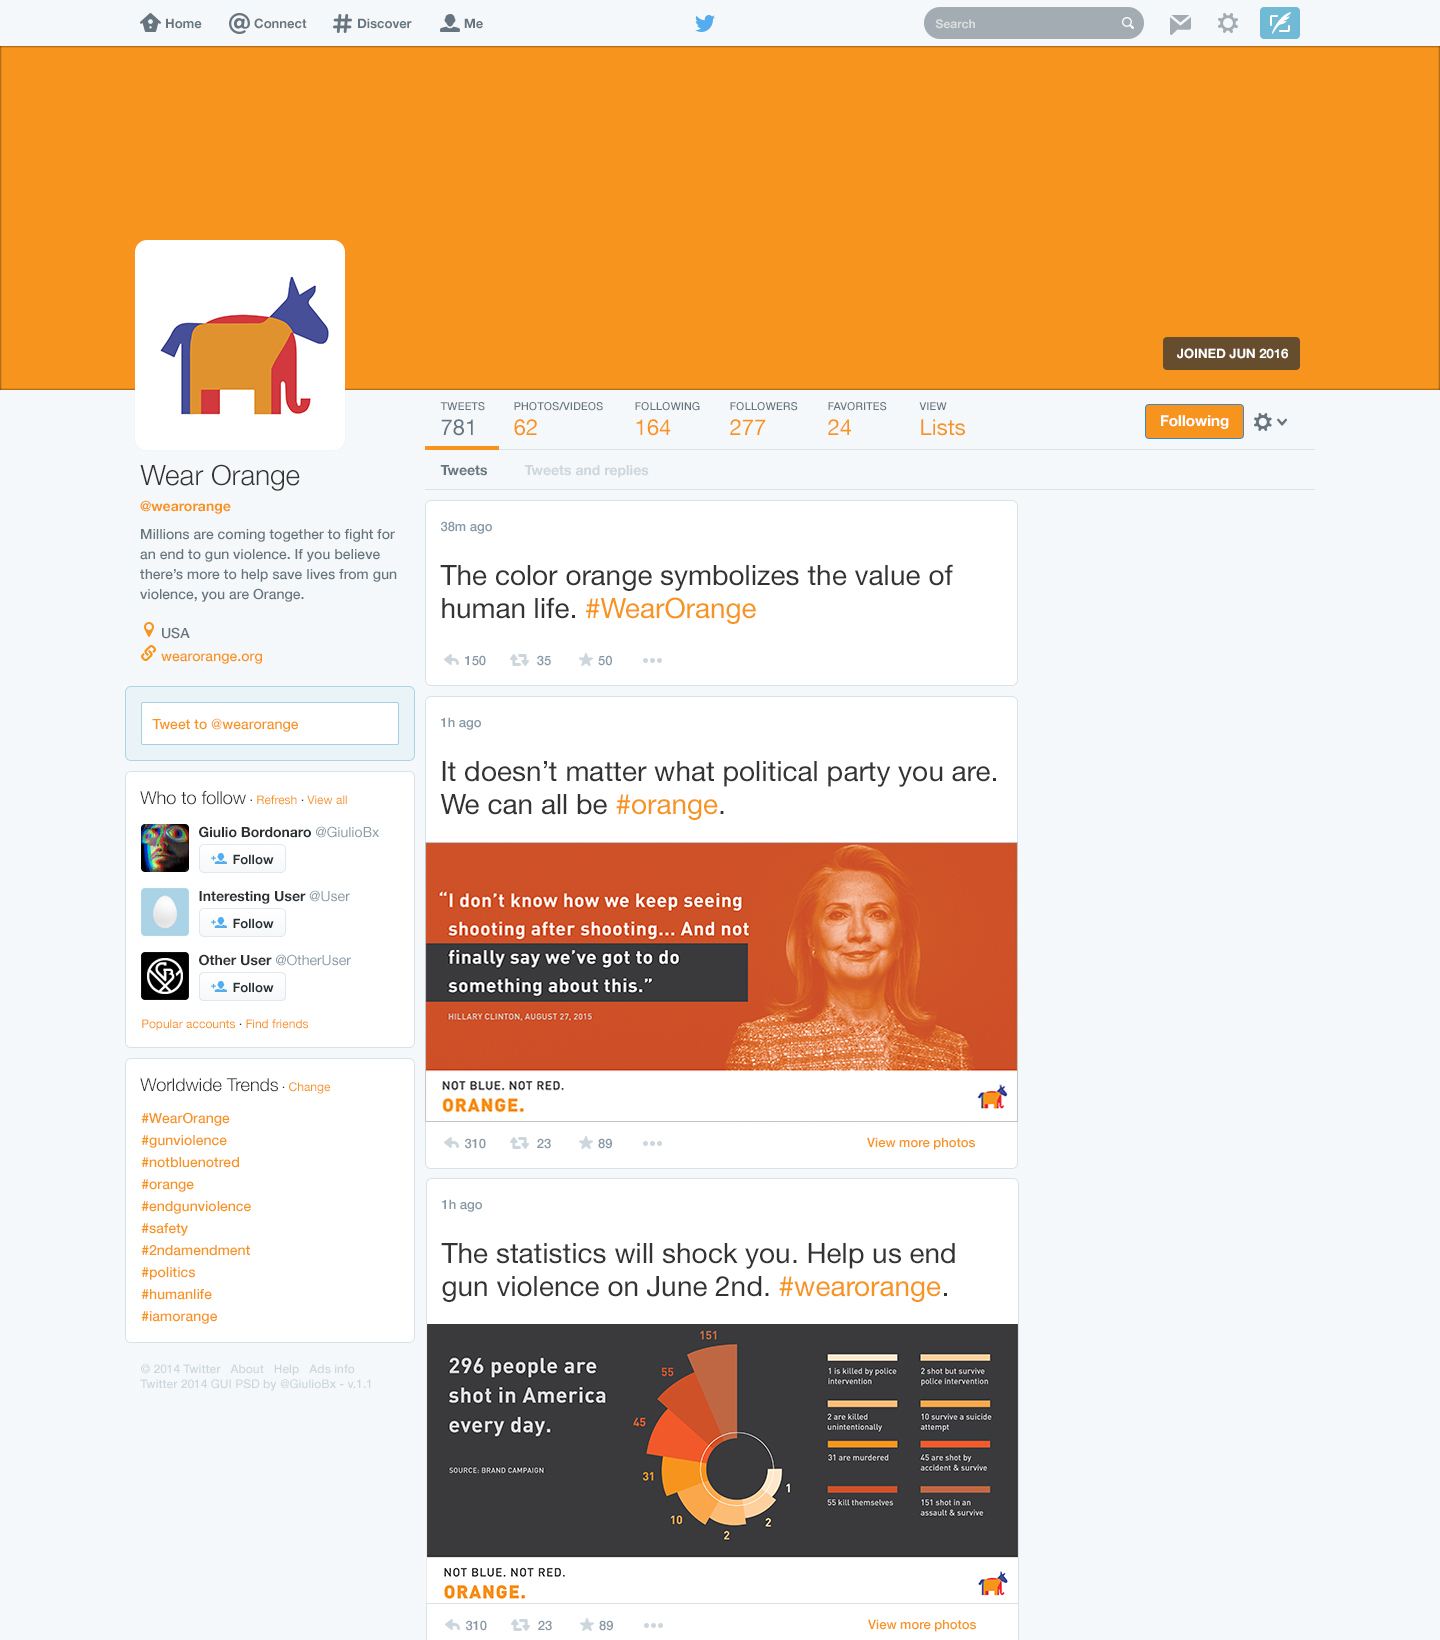 Home
Connect
Discover
Me
Search
JOINED JUN 2016
TWEETS
781
PHOTOS/VIDEOS
62
FOLLOWING
164
FOLLOWERS
277
FAVORITES
24
VIEW
Lists
Following
Wear Orange
@wearorange
Millions are coming together to fight for
an end to gun violence. If you believe
there’s more to help save lives from gun
violence, you are Orange.
USA
wearorange.org
Tweet to @wearorange
Who to follow · Refresh · View all
Giulio Bordonaro @GiulioBx
Follow
Interesting User @User
Follow
Other User @OtherUser
Follow
Popular accounts · Find friends
Worldwide Trends · Change
#WearOrange
#gunviolence
#notbluenotred
#orange
#endgunviolence
#safety
#2ndamendment
#politics
#humanlife
#iamorange
© 2014 Twitter About Help Ads info
Twitter 2014 GUI PSD by @GiulioBx - v.1.1
Tweets
Tweets and replies
38m ago
The color orange symbolizes the value of
human life. #WearOrange
150 35 50
1h ago
It doesn’t matter what political party you are.
We can all be #orange.
“I don’t know how we keep seeing
shooting after shooting... And not
finally say we’ve got to do
something about this.”
HILLARY CLINTON, AUGUST 27, 2015
NOT BLUE. NOT RED.
ORANGE.
310 23 89
View more photos
1h ago
The statistics will shock you. Help us end
gun violence on June 2nd. #wearorange.
296 people are
shot in America
every day.
SOURCE: BRAND CAMPAIGN
151
55
45
31
10
2
2
1
1 is killed by police
intervention
2 shot but survive
police intervention
2 are killed
unintentionally
10 survive a suicide
attempt
31 are murdered
45 are shot by
accident & survive
55 kill themselves
151 shot in an
assault & survive
NOT BLUE. NOT RED.
ORANGE.
310 23 89
View more photos